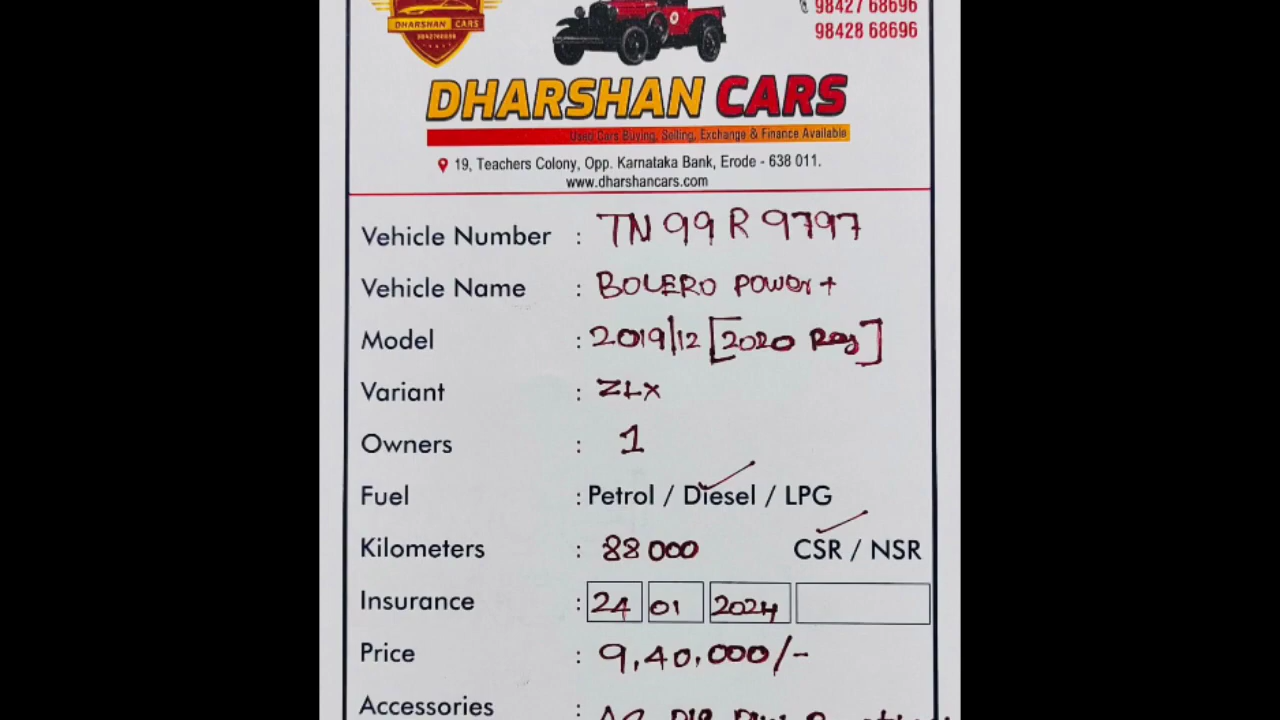 98427 68696
DHARSHAN CARS
9842768696
98428 68696
DHARSHAN CARS
Used Cars Buying, Selling, Exchange & Finance Available
19, Teachers Colony, Opp. Karnataka Bank, Erode - 638 011.
www.dharshancars.com
Vehicle Number : TN 99 R 9797
Vehicle Name : BOLERO POWER+
Model : 2019/12 [2020 Reg]
Variant : ZLX
Owners : 1
Fuel : Petrol / Diesel / LPG
Kilometers : 88000 CSR / NSR
Insurance : 24 01 2024
Price : 9,40,000/-
Accessories :